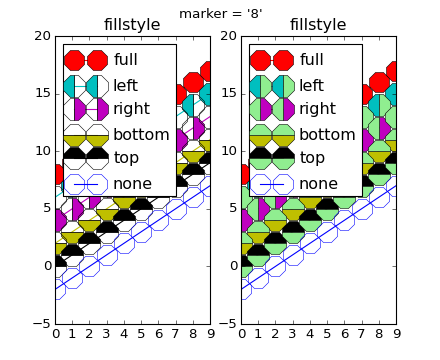 marker = '8'
fillstyle
fillstyle
20
15
10
5
0
−5
full
left
right
bottom
top
none
0 1 2 3 4 5 6 7 8 9
20
15
10
5
0
−5
full
left
right
bottom
top
none
0 1 2 3 4 5 6 7 8 9